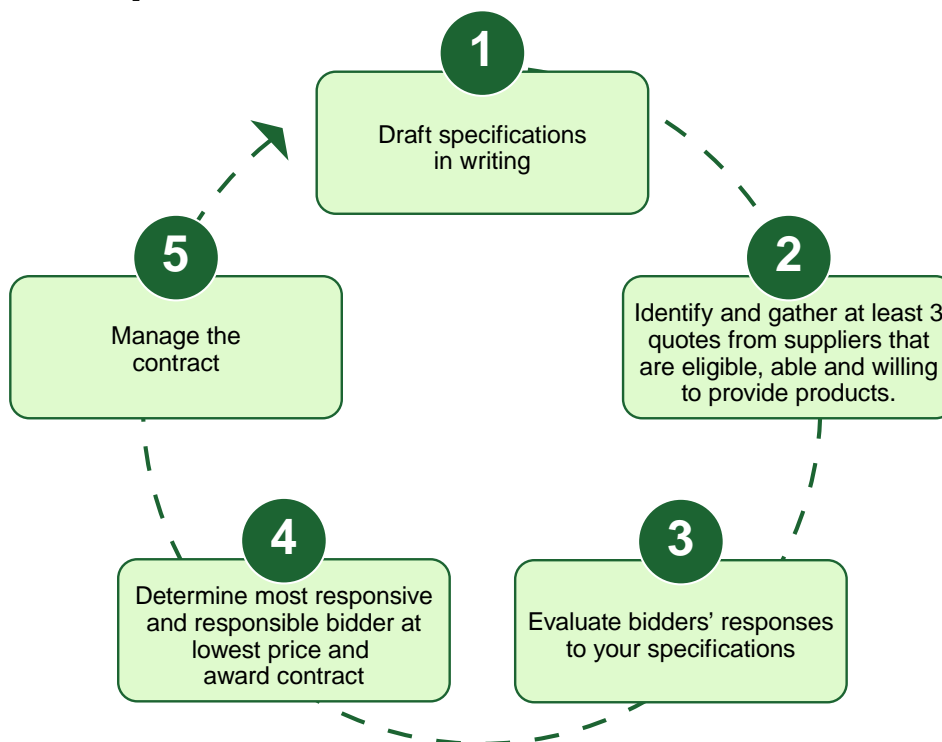 1
Draft specifications
in writing
2
Identify and gather at least 3
quotes from suppliers that
are eligible, able and willing
to provide products.
3
Evaluate bidders’ responses
to your specifications
4
Determine most responsive
and responsible bidder at
lowest price and
award contract
5
Manage the
contract